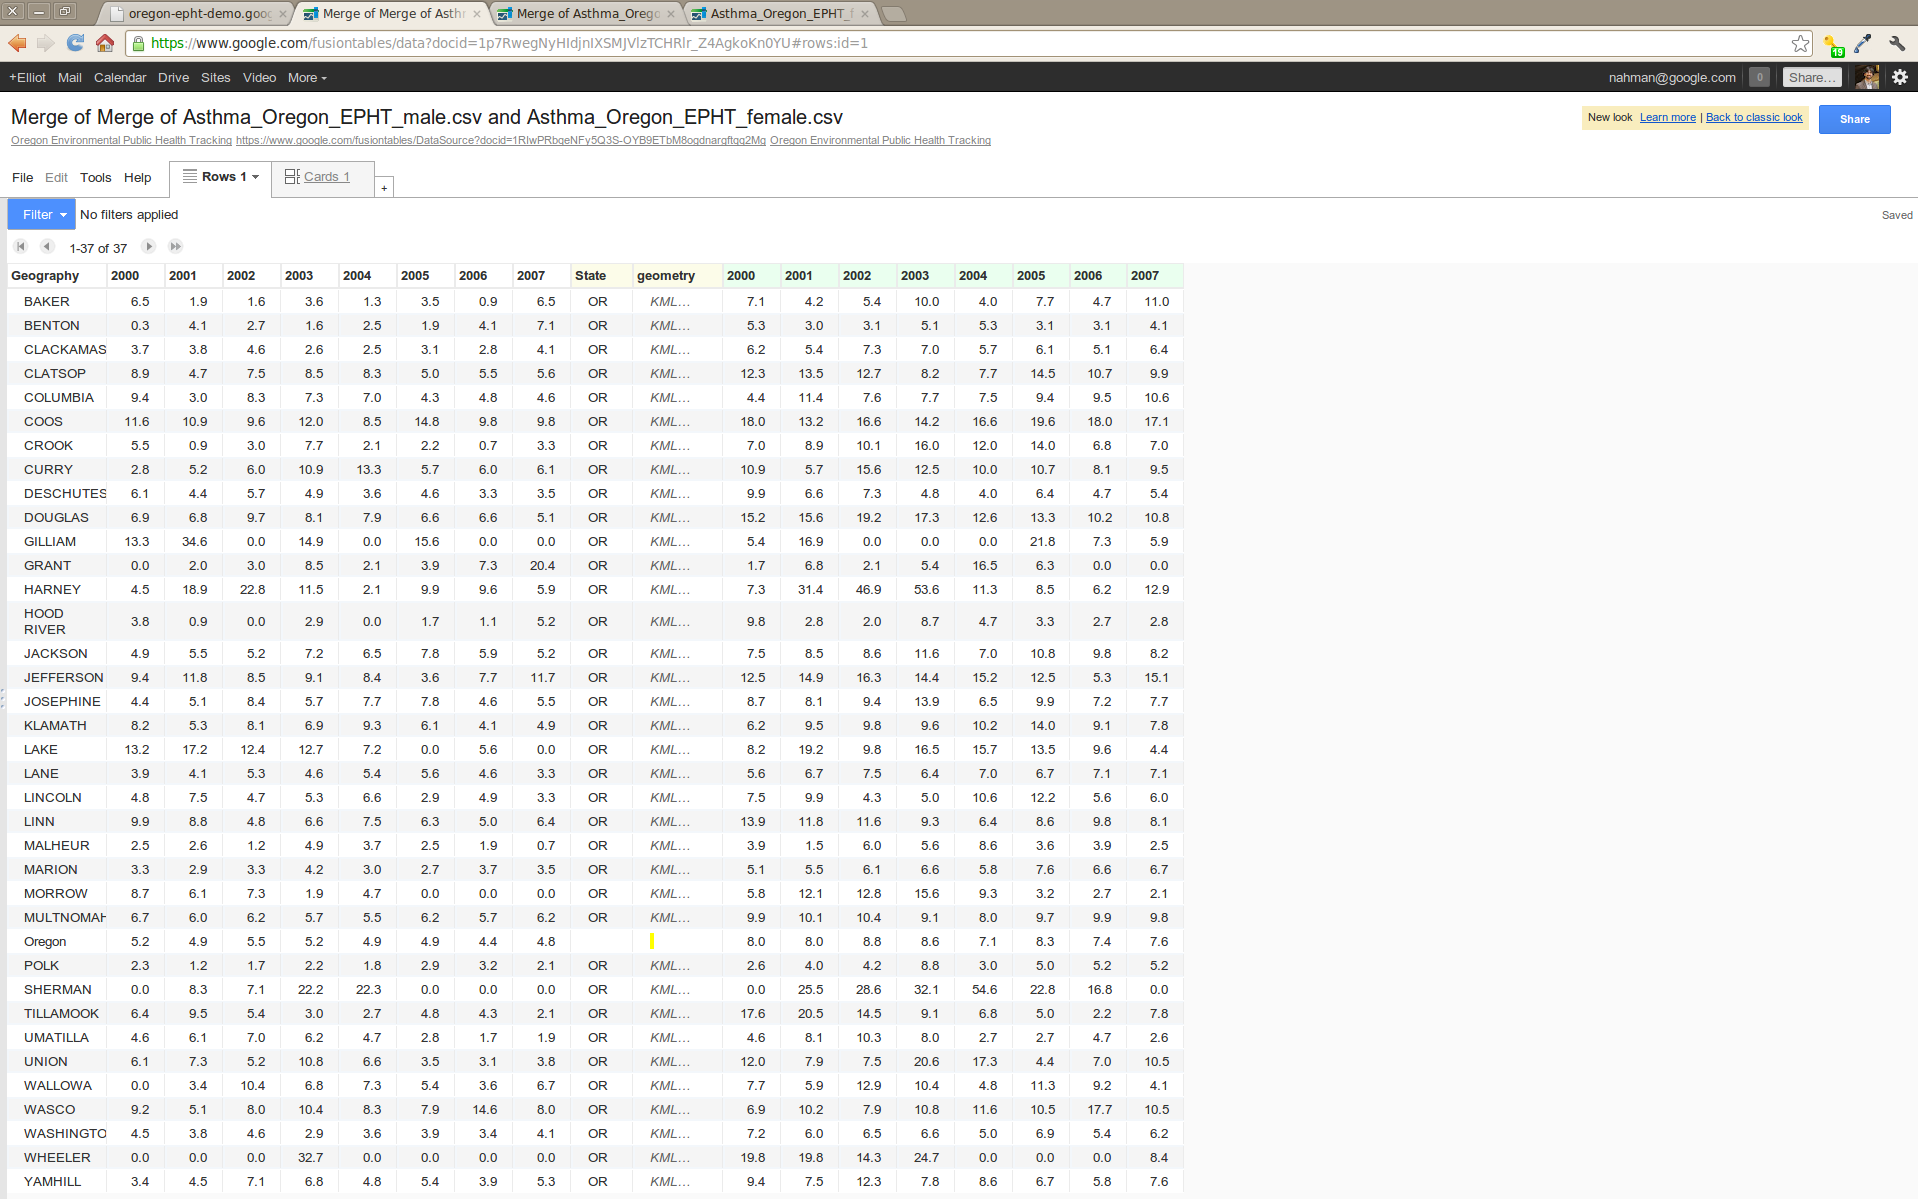 oregon-epht-demo.goog
Merge of Merge of Asthm
Merge of Asthma_Orego
Asthma_Oregon_EPHT_f
https://www.google.com/fusiontables/data?docid=1p7RwegNyHIdjnIXSMJVlzTCHRlr_Z4AgkoKn0YU#rows:id=1
19
+Elliot Mail Calendar Drive Sites Video More
nahman@google.com 0 Share...
Merge of Merge of Asthma_Oregon_EPHT_male.csv and Asthma_Oregon_EPHT_female.csv
New look Learn more | Back to classic look
Share
Oregon Environmental Public Health Tracking https://www.google.com/fusiontables/DataSource?docid=1RlwPRbqeNFy5Q3S-OYB9ETbM8ogdnarqftgg2Mg Oregon Environmental Public Health Tracking
File Edit Tools Help Rows 1 Cards 1 +
Filter No filters applied
Saved
1-37 of 37
Geography 2000 2001 2002 2003 2004 2005 2006 2007 State geometry 2000 2001 2002 2003 2004 2005 2006 2007
BAKER 6.5 1.9 1.6 3.6 1.3 3.5 0.9 6.5 OR KML... 7.1 4.2 5.4 10.0 4.0 7.7 4.7 11.0
BENTON 0.3 4.1 2.7 1.6 2.5 1.9 4.1 7.1 OR KML... 5.3 3.0 3.1 5.1 5.3 3.1 3.1 4.1
CLACKAMAS 3.7 3.8 4.6 2.6 2.5 3.1 2.8 4.1 OR KML... 6.2 5.4 7.3 7.0 5.7 6.1 5.1 6.4
CLATSOP 8.9 4.7 7.5 8.5 8.3 5.0 5.5 5.6 OR KML... 12.3 13.5 12.7 8.2 7.7 14.5 10.7 9.9
COLUMBIA 9.4 3.0 8.3 7.3 7.0 4.3 4.8 4.6 OR KML... 4.4 11.4 7.6 7.7 7.5 9.4 9.5 10.6
COOS 11.6 10.9 9.6 12.0 8.5 14.8 9.8 9.8 OR KML... 18.0 13.2 16.6 14.2 16.6 19.6 18.0 17.1
CROOK 5.5 0.9 3.0 7.7 2.1 2.2 0.7 3.3 OR KML... 7.0 8.9 10.1 16.0 12.0 14.0 6.8 7.0
CURRY 2.8 5.2 6.0 10.9 13.3 5.7 6.0 6.1 OR KML... 10.9 5.7 15.6 12.5 10.0 10.7 8.1 9.5
DESCHUTES 6.1 4.4 5.7 4.9 3.6 4.6 3.3 3.5 OR KML... 9.9 6.6 7.3 4.8 4.0 6.4 4.7 5.4
DOUGLAS 6.9 6.8 9.7 8.1 7.9 6.6 6.6 5.1 OR KML... 15.2 15.6 19.2 17.3 12.6 13.3 10.2 10.8
GILLIAM 13.3 34.6 0.0 14.9 0.0 15.6 0.0 0.0 OR KML... 5.4 16.9 0.0 0.0 0.0 21.8 7.3 5.9
GRANT 0.0 2.0 3.0 8.5 2.1 3.9 7.3 20.4 OR KML... 1.7 6.8 2.1 5.4 16.5 6.3 0.0 0.0
HARNEY 4.5 18.9 22.8 11.5 2.1 9.9 9.6 5.9 OR KML... 7.3 31.4 46.9 53.6 11.3 8.5 6.2 12.9
HOOD
RIVER 3.8 0.9 0.0 2.9 0.0 1.7 1.1 5.2 OR KML... 9.8 2.8 2.0 8.7 4.7 3.3 2.7 2.8
JACKSON 4.9 5.5 5.2 7.2 6.5 7.8 5.9 5.2 OR KML... 7.5 8.5 8.6 11.6 7.0 10.8 9.8 8.2
JEFFERSON 9.4 11.8 8.5 9.1 8.4 3.6 7.7 11.7 OR KML... 12.5 14.9 16.3 14.4 15.2 12.5 5.3 15.1
JOSEPHINE 4.4 5.1 8.4 5.7 7.7 7.8 4.6 5.5 OR KML... 8.7 8.1 9.4 13.9 6.5 9.9 7.2 7.7
KLAMATH 8.2 5.3 8.1 6.9 9.3 6.1 4.1 4.9 OR KML... 6.2 9.5 9.8 9.6 10.2 14.0 9.1 7.8
LAKE 13.2 17.2 12.4 12.7 7.2 0.0 5.6 0.0 OR KML... 8.2 19.2 9.8 16.5 15.7 13.5 9.6 4.4
LANE 3.9 4.1 5.3 4.6 5.4 5.6 4.6 3.3 OR KML... 5.6 6.7 7.5 6.4 7.0 6.7 7.1 7.1
LINCOLN 4.8 7.5 4.7 5.3 6.6 2.9 4.9 3.3 OR KML... 7.5 9.9 4.3 5.0 10.6 12.2 5.6 6.0
LINN 9.9 8.8 4.8 6.6 7.5 6.3 5.0 6.4 OR KML... 13.9 11.8 11.6 9.3 6.4 8.6 9.8 8.1
MALHEUR 2.5 2.6 1.2 4.9 3.7 2.5 1.9 0.7 OR KML... 3.9 1.5 6.0 5.6 8.6 3.6 3.9 2.5
MARION 3.3 2.9 3.3 4.2 3.0 2.7 3.7 3.5 OR KML... 5.1 5.5 6.1 6.6 5.8 7.6 6.6 6.7
MORROW 8.7 6.1 7.3 1.9 4.7 0.0 0.0 0.0 OR KML... 5.8 12.1 12.8 15.6 9.3 3.2 2.7 2.1
MULTNOMAH 6.7 6.0 6.2 5.7 5.5 6.2 5.7 6.2 OR KML... 9.9 10.1 10.4 9.1 8.0 9.7 9.9 9.8
Oregon 5.2 4.9 5.5 5.2 4.9 4.9 4.4 4.8 8.0 8.0 8.8 8.6 7.1 8.3 7.4 7.6
POLK 2.3 1.2 1.7 2.2 1.8 2.9 3.2 2.1 OR KML... 2.6 4.0 4.2 8.8 3.0 5.0 5.2 5.2
SHERMAN 0.0 8.3 7.1 22.2 22.3 0.0 0.0 0.0 OR KML... 0.0 25.5 28.6 32.1 54.6 22.8 16.8 0.0
TILLAMOOK 6.4 9.5 5.4 3.0 2.7 4.8 4.3 2.1 OR KML... 17.6 20.5 14.5 9.1 6.8 5.0 2.2 7.8
UMATILLA 4.6 6.1 7.0 6.2 4.7 2.8 1.7 1.9 OR KML... 4.6 8.1 10.3 8.0 2.7 2.7 4.7 2.6
UNION 6.1 7.3 5.2 10.8 6.6 3.5 3.1 3.8 OR KML... 12.0 7.9 7.5 20.6 17.3 4.4 7.0 10.5
WALLOWA 0.0 3.4 10.4 6.8 7.3 5.4 3.6 6.7 OR KML... 7.7 5.9 12.9 10.4 4.8 11.3 9.2 4.1
WASCO 9.2 5.1 8.0 10.4 8.3 7.9 14.6 8.0 OR KML... 6.9 10.2 7.9 10.8 11.6 10.5 17.7 10.5
WASHINGTO 4.5 3.8 4.6 2.9 3.6 3.9 3.4 4.1 OR KML... 7.2 6.0 6.5 6.6 5.0 6.9 5.4 6.2
WHEELER 0.0 0.0 0.0 32.7 0.0 0.0 0.0 0.0 OR KML... 19.8 19.8 14.3 24.7 0.0 0.0 0.0 8.4
YAMHILL 3.4 4.5 7.1 6.8 4.8 5.4 3.9 5.3 OR KML... 9.4 7.5 12.3 7.8 8.6 6.7 5.8 7.6